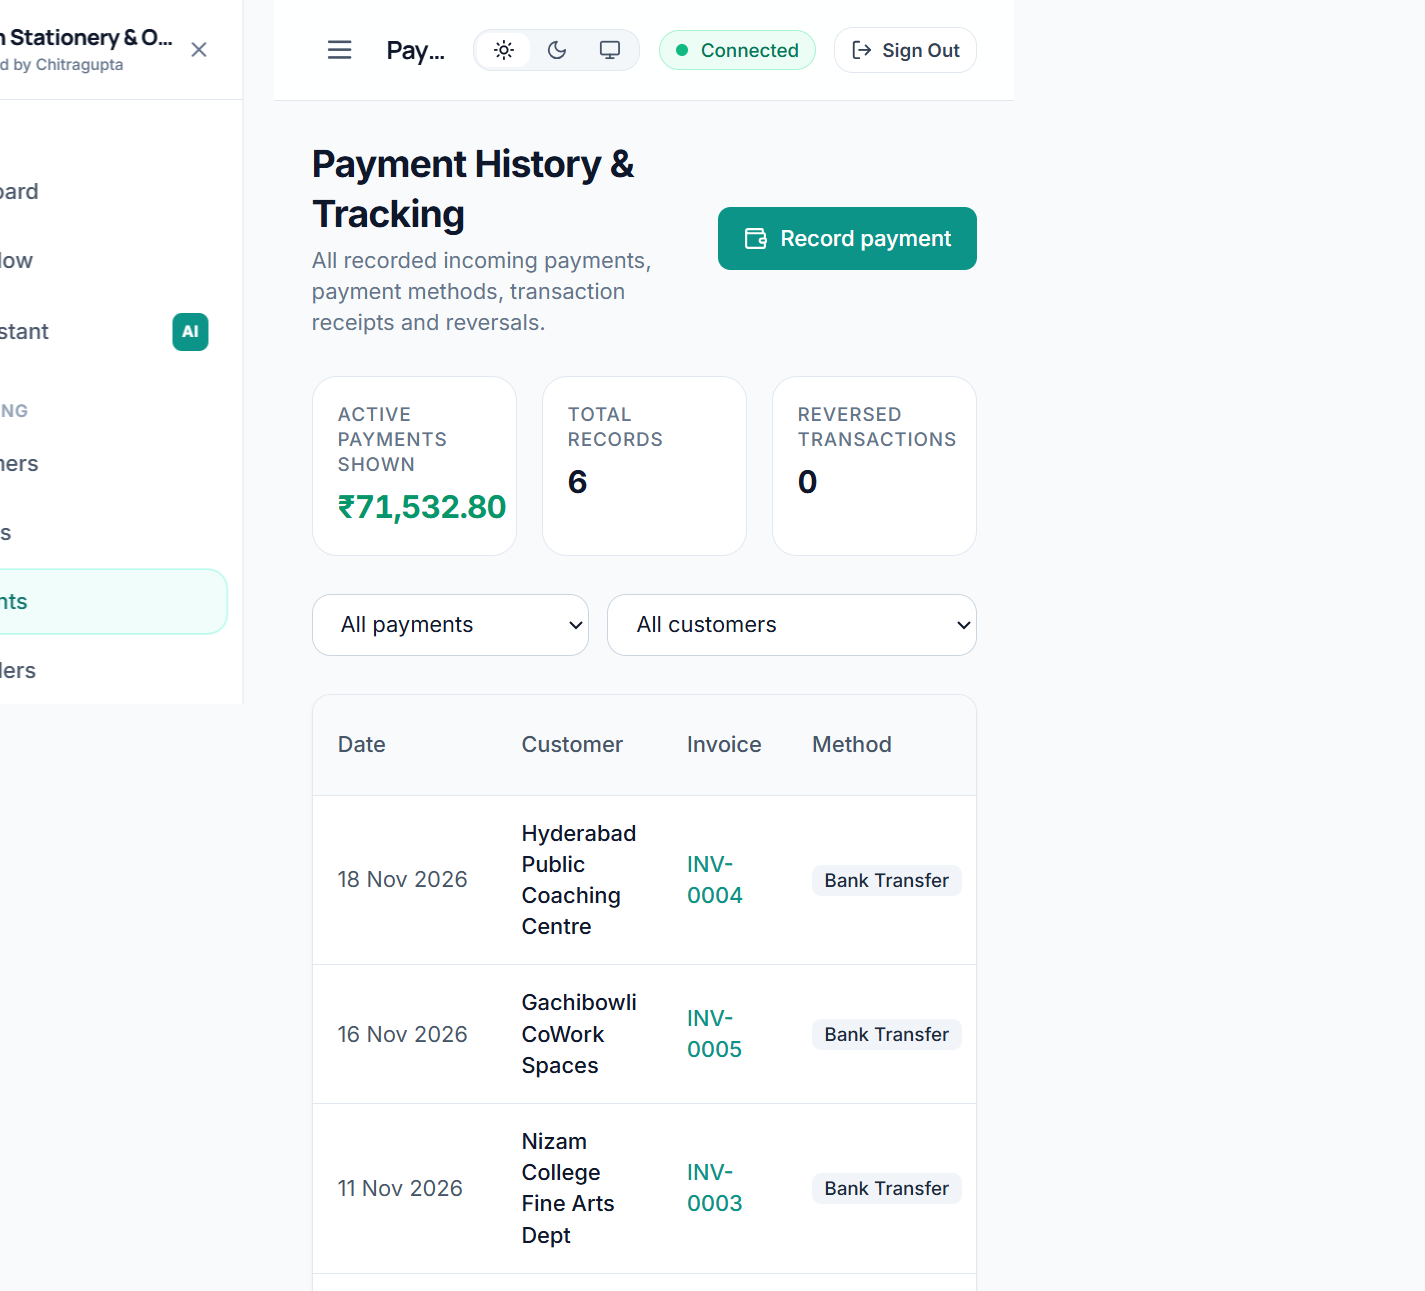 n Stationery & O...
d by Chitragupta
oard
low
stant
AI
NG
ners
s
nts
lers
Pay...
Connected
Sign Out
Payment History &
Tracking
All recorded incoming payments,
payment methods, transaction
receipts and reversals.
Record payment
ACTIVE
PAYMENTS
SHOWN
₹71,532.80
TOTAL
RECORDS
6
REVERSED
TRANSACTIONS
0
All payments
All customers
Date Customer Invoice Method
18 Nov 2026
Hyderabad
Public
Coaching
Centre
INV-
0004
Bank Transfer
16 Nov 2026
Gachibowli
CoWork
Spaces
INV-
0005
Bank Transfer
11 Nov 2026
Nizam
College
Fine Arts
Dept
INV-
0003
Bank Transfer